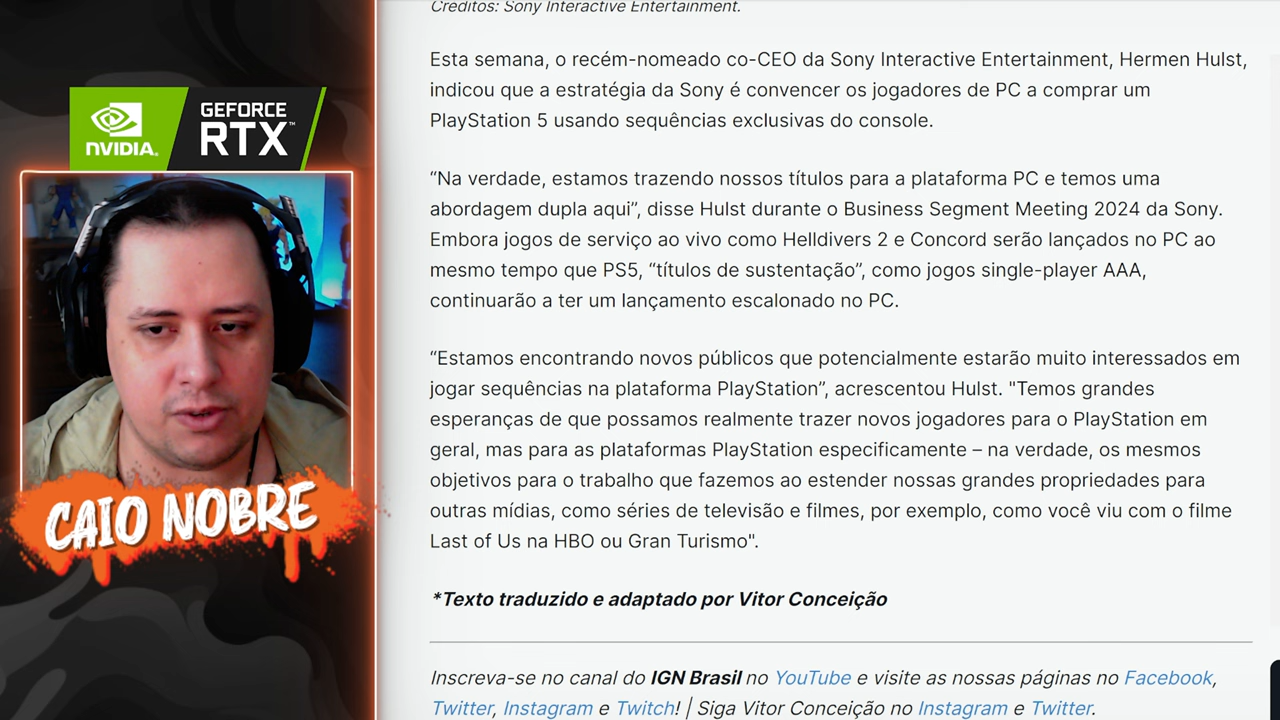 Créditos: Sony Interactive Entertainment.
Esta semana, o recém-nomeado co-CEO da Sony Interactive Entertainment, Hermen Hulst,
indicou que a estratégia da Sony é convencer os jogadores de PC a comprar um
PlayStation 5 usando sequências exclusivas do console.
“Na verdade, estamos trazendo nossos títulos para a plataforma PC e temos uma
abordagem dupla aqui”, disse Hulst durante o Business Segment Meeting 2024 da Sony.
Embora jogos de serviço ao vivo como Helldivers 2 e Concord serão lançados no PC ao
mesmo tempo que PS5, “títulos de sustentação”, como jogos single-player AAA,
continuarão a ter um lançamento escalonado no PC.
“Estamos encontrando novos públicos que potencialmente estarão muito interessados em
jogar sequências na plataforma PlayStation”, acrescentou Hulst. "Temos grandes
esperanças de que possamos realmente trazer novos jogadores para o PlayStation em
geral, mas para as plataformas PlayStation especificamente – na verdade, os mesmos
objetivos para o trabalho que fazemos ao estender nossas grandes propriedades para
outras mídias, como séries de televisão e filmes, por exemplo, como você viu com o filme
Last of Us na HBO ou Gran Turismo".
*Texto traduzido e adaptado por Vitor Conceição
Inscreva-se no canal do IGN Brasil no YouTube e visite as nossas páginas no Facebook,
Twitter, Instagram e Twitch! | Siga Vitor Conceição no Instagram e Twitter.
NVIDIA.
GEFORCE
RTX™
CAIO NOBRE